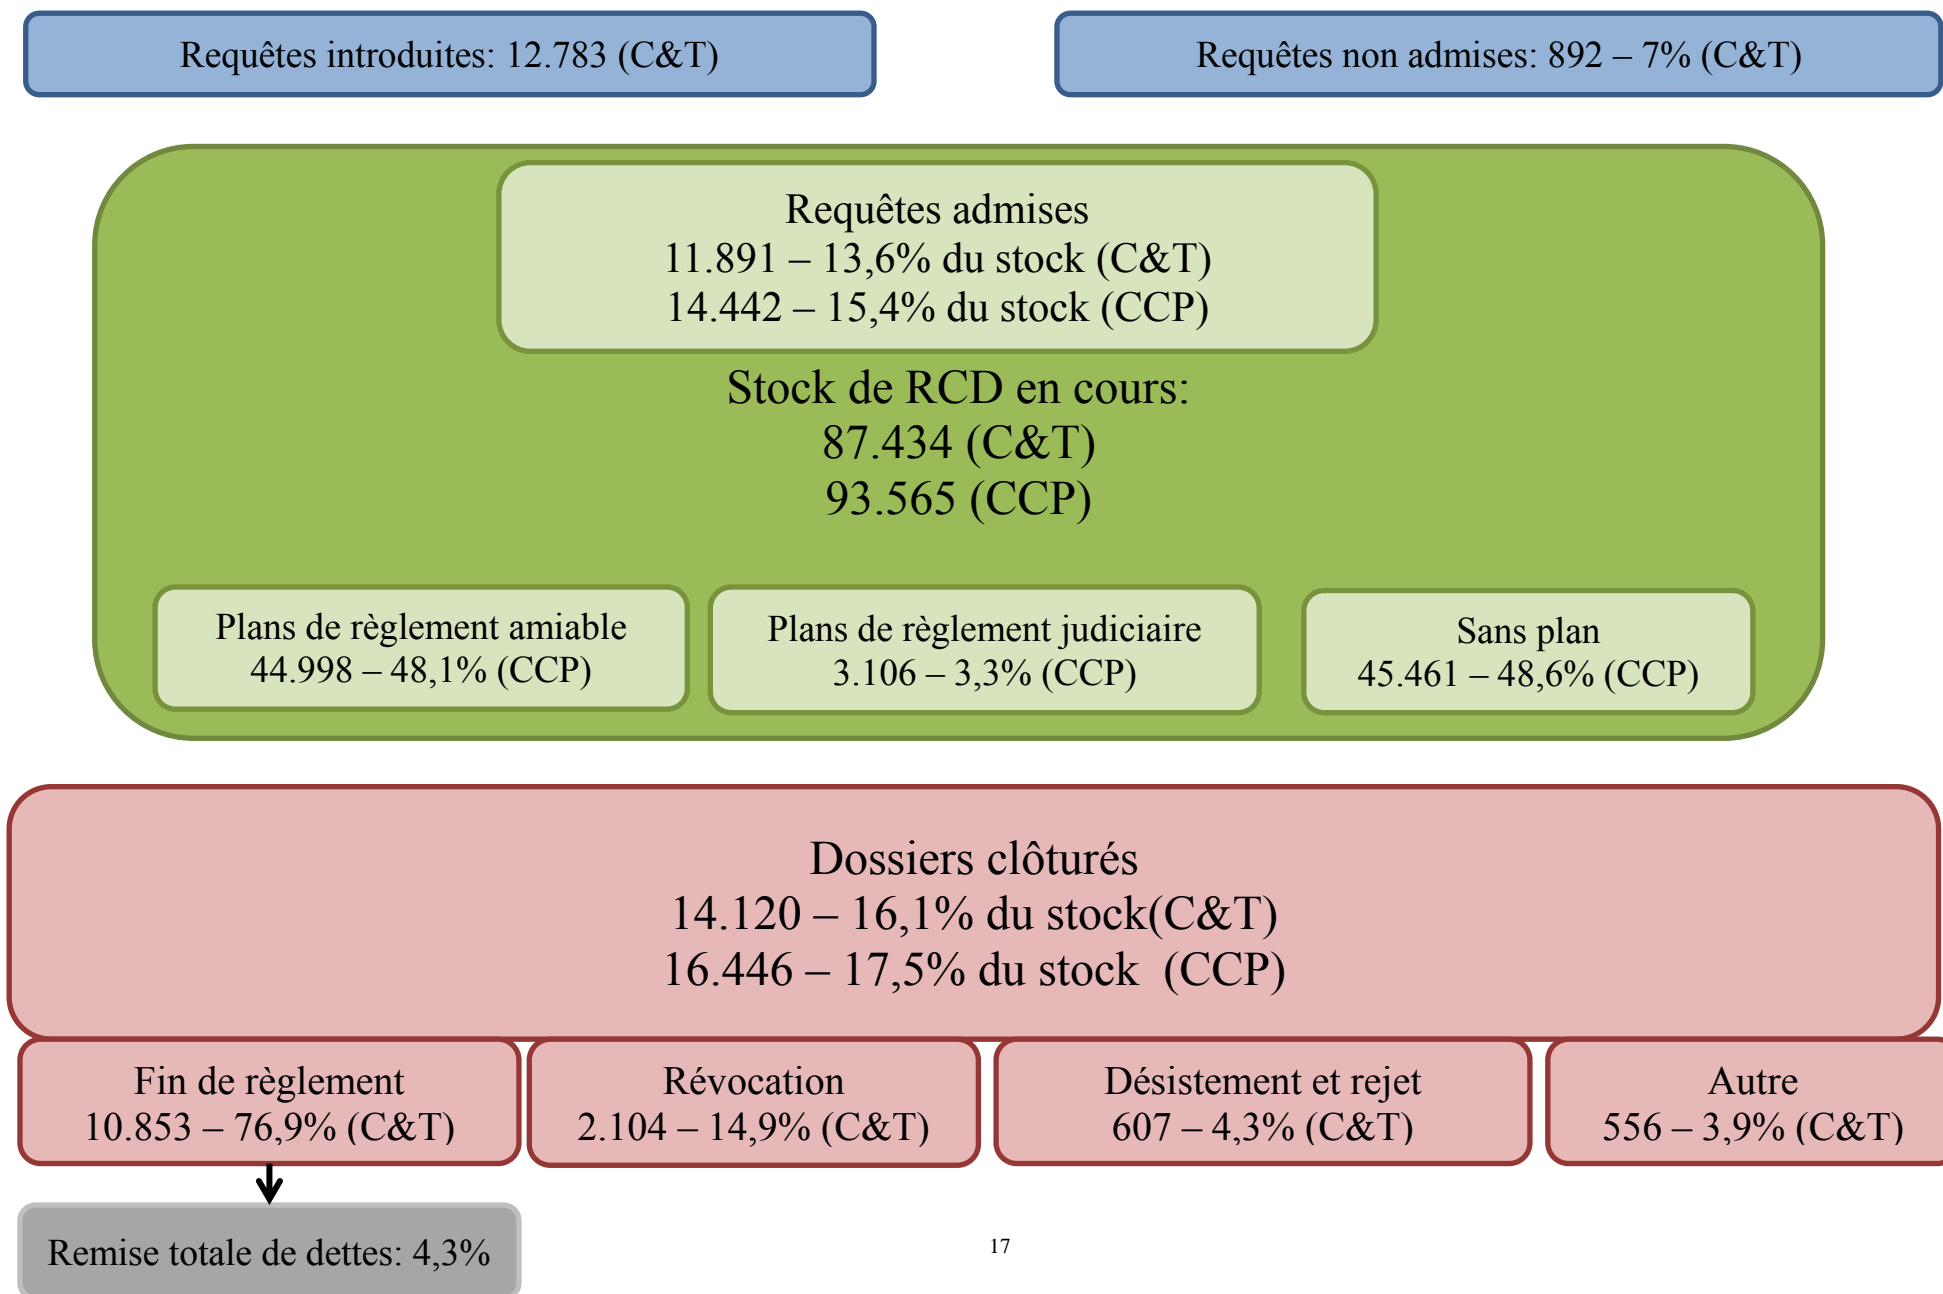 Requêtes introduites: 12.783 (C&T)
Requêtes non admises: 892 – 7% (C&T)
Requêtes admises
11.891 – 13,6% du stock (C&T)
14.442 – 15,4% du stock (CCP)
Stock de RCD en cours:
87.434 (C&T)
93.565 (CCP)
Plans de règlement amiable
44.998 – 48,1% (CCP)
Plans de règlement judiciaire
3.106 – 3,3% (CCP)
Sans plan
45.461 – 48,6% (CCP)
Dossiers clôturés
14.120 – 16,1% du stock(C&T)
16.446 – 17,5% du stock  (CCP)
Fin de règlement
10.853 – 76,9% (C&T)
Révocation
2.104 – 14,9% (C&T)
Désistement et rejet
607 – 4,3% (C&T)
Autre
556 – 3,9% (C&T)
Remise totale de dettes: 4,3%
17